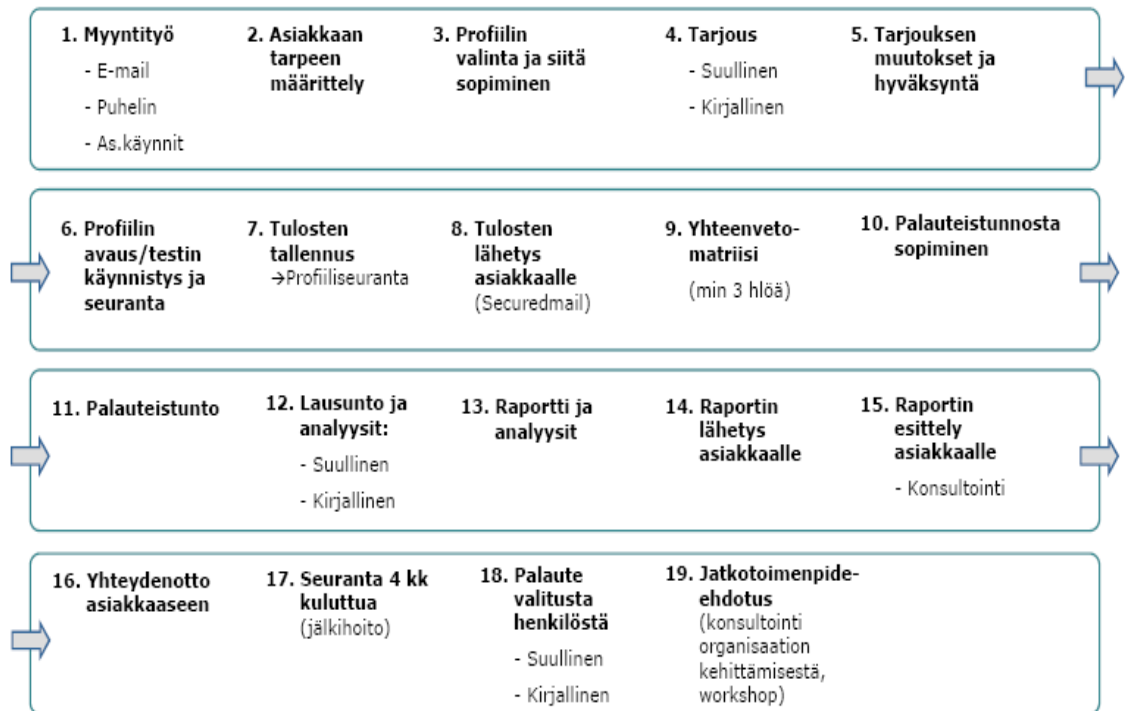 1. Myyntityö
- E-mail
- Puhelin
- As.käynnit
2. Asiakkaan
tarpeen
määrittely
3. Profiilin
valinta ja siitä
sopiminen
4. Tarjous
- Suullinen
- Kirjallinen
5. Tarjouksen
muutokset ja
hyväksyntä
6. Profiilin
avaus/testin
käynnistys ja
seuranta
7. Tulosten
tallennus
→Profiiliseuranta
8. Tulosten
lähetys
asiakkaalle
(Securedmail)
9. Yhteenveto-
matriisi
(min 3 hlöä)
10. Palauteistunnosta
sopiminen
11. Palauteistunto
12. Lausunto ja
analyysit:
- Suullinen
- Kirjallinen
13. Raportti ja
analyysit
14. Raportin
lähetys
asiakkaalle
15. Raportin
esittely
asiakkaalle
- Konsultointi
16. Yhteydenotto
asiakkaaseen
17. Seuranta 4 kk
kuluttua
(jälkihoito)
18. Palaute
valitusta
henkilöstä
- Suullinen
- Kirjallinen
19. Jatkotoimenpide-
ehdotus
(konsultointi
organisaation
kehittämisestä,
workshop)